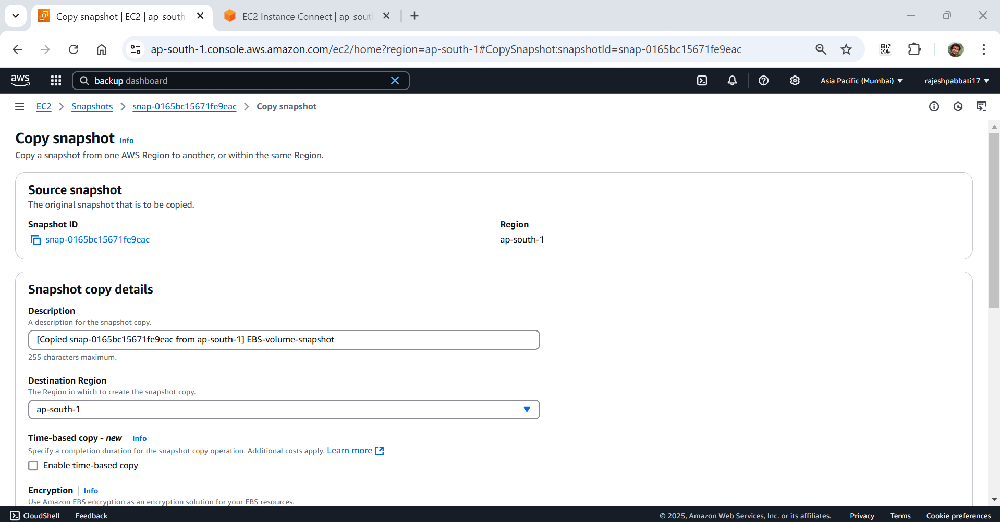 Copy snapshot | EC2 | ap-south
EC2 Instance Connect | ap-sout
ap-south-1.console.aws.amazon.com/ec2/home?region=ap-south-1#CopySnapshot:snapshotId=snap-0165bc15671fe9eac
aws
backup dashboard
Asia Pacific (Mumbai)
rajeshpabbati17
EC2 > Snapshots > snap-0165bc15671fe9eac > Copy snapshot
Copy snapshot Info
Copy a snapshot from one AWS Region to another, or within the same Region.
Source snapshot
The original snapshot that is to be copied.
Snapshot ID
snap-0165bc15671fe9eac
Region
ap-south-1
Snapshot copy details
Description
A description for the snapshot copy.
[Copied snap-0165bc15671fe9eac from ap-south-1] EBS-volume-snapshot
255 characters maximum.
Destination Region
The Region in which to create the snapshot copy.
ap-south-1
Time-based copy - new Info
Specify a completion duration for the snapshot copy operation. Additional costs apply. Learn more
Enable time-based copy
Encryption Info
Use Amazon EBS encryption as an encryption solution for your EBS resources.
CloudShell Feedback
© 2025, Amazon Web Services, Inc. or its affiliates. Privacy Terms Cookie preferences